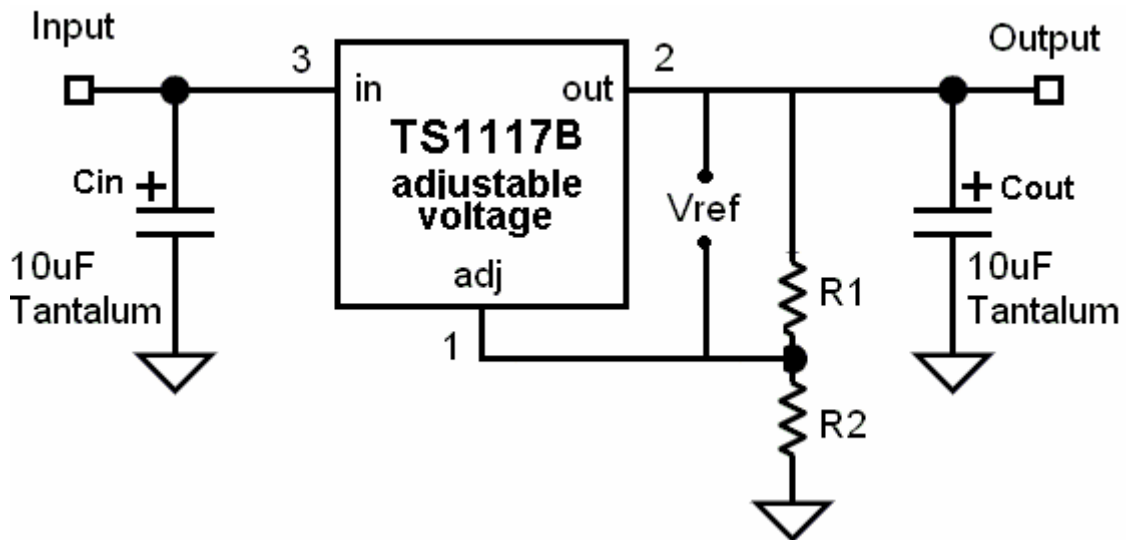 Input
Output
3
2
in
out
TS1117B
adjustable
voltage
adj
1
Cin +
10uF
Tantalum
Vref
R1
R2
+ Cout
10uF
Tantalum